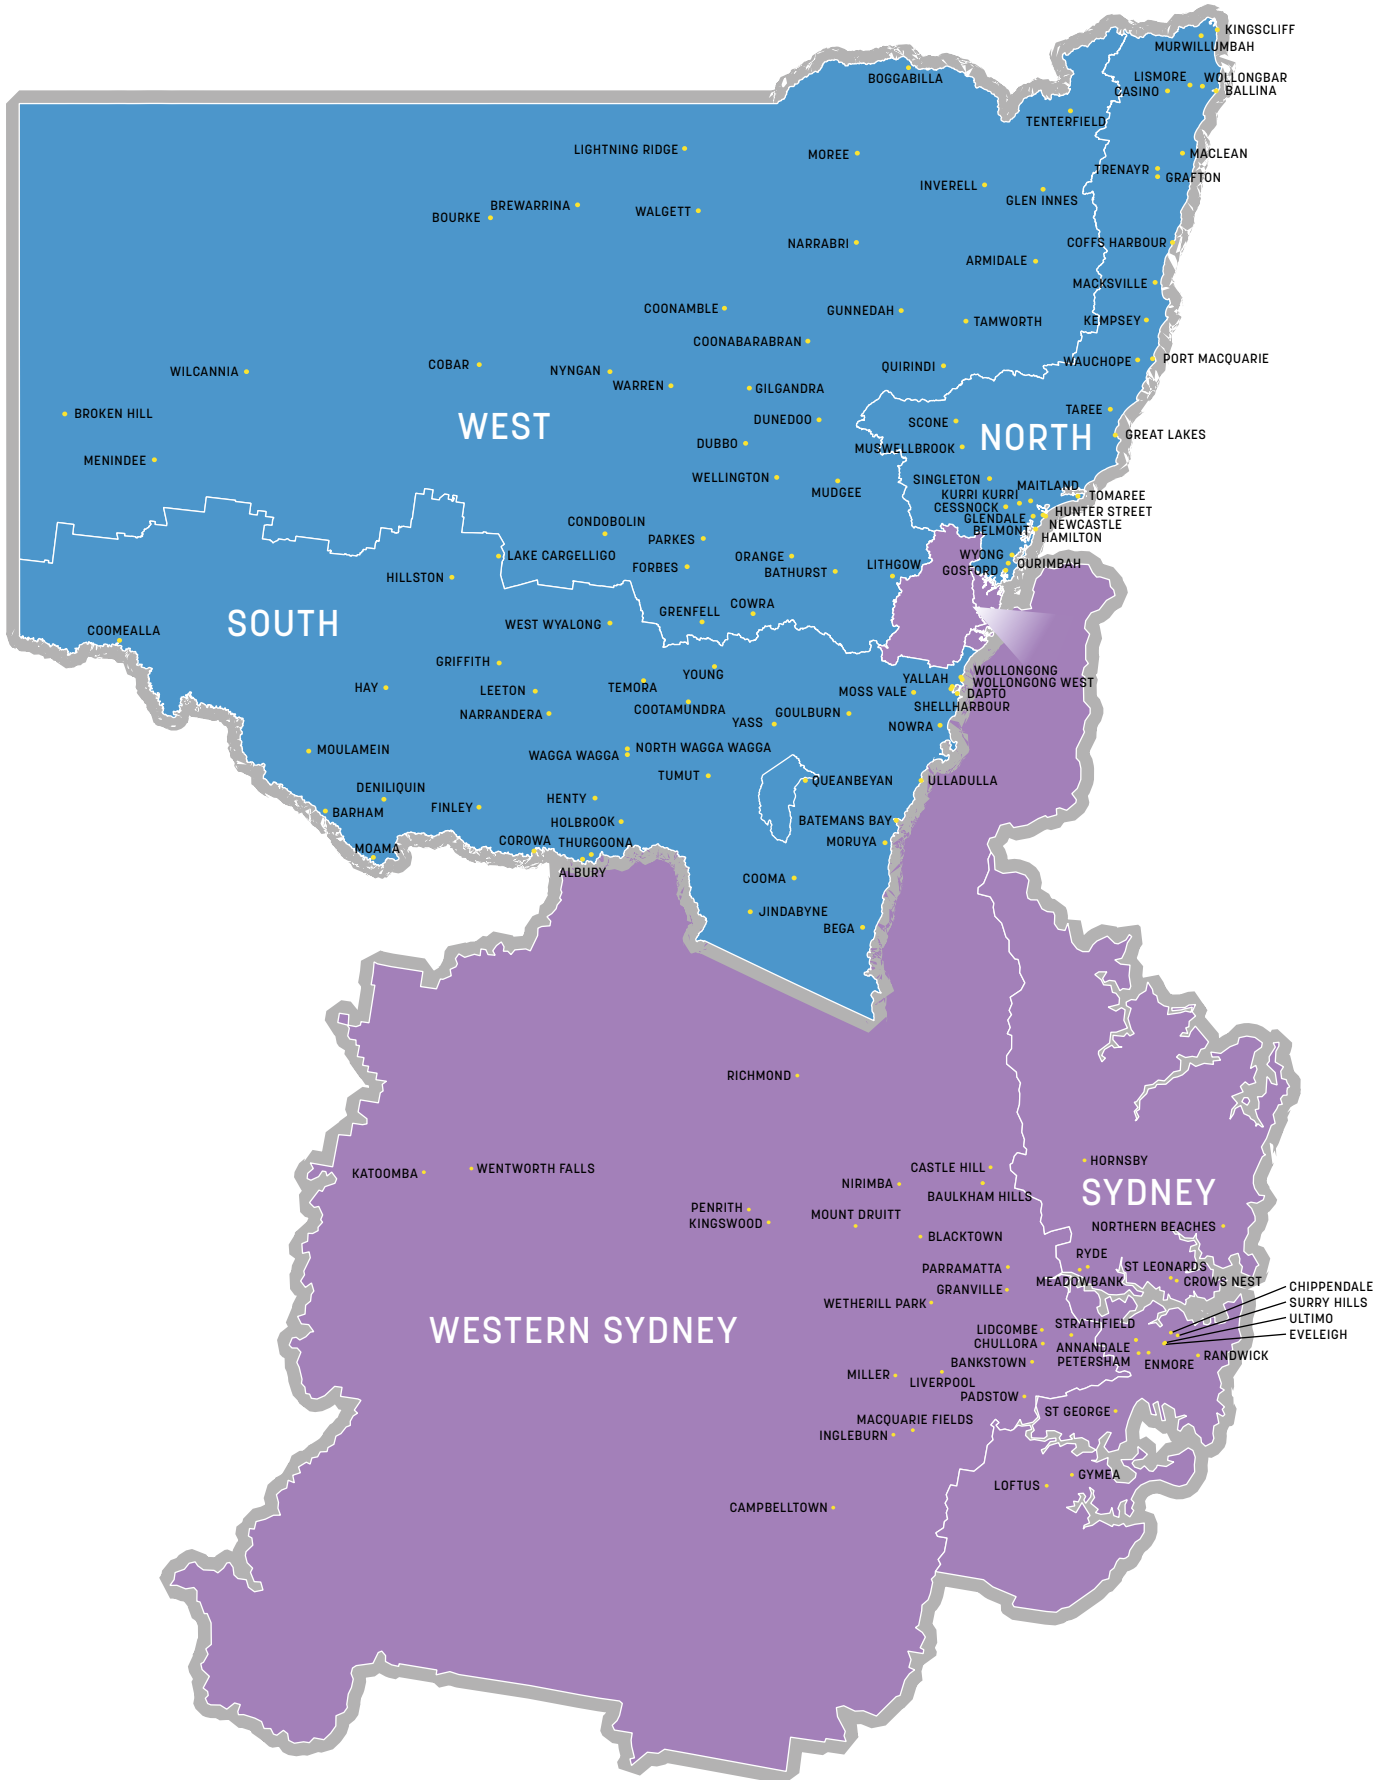 KINGSCLIFF
MURWILLUMBAH
BOGGABILLA
LISMORE
WOLLONGBAR
CASINO
BALLINA
TENTERFIELD
LIGHTNING RIDGE
MOREE
MACLEAN
TRENAYR
GRAFTON
INVERELL
GLEN INNES
BREWARRINA
BOURKE
WALGETT
NARRABRI
COFFS HARBOUR
ARMIDALE
MACKSVILLE
COONAMBLE
GUNNEDAH
TAMWORTH
KEMPSEY
COONABARABRAN
WILCANNIA
COBAR
NYNGAN
QUIRINDI
WAUCHOPE
PORT MACQUARIE
WARREN
GILGANDRA
BROKEN HILL
WEST
DUNEDOO
SCONE
TAREE
NORTH
GREAT LAKES
DUBBO
MUSWELLBROOK
MENINDEE
WELLINGTON
MUDGEE
SINGLETON
MAITLAND
KURRI KURRI
TOMAREE
CESSNOCK
HUNTER STREET
GLENDALE
NEWCASTLE
BELMONT
HAMILTON
CONDOBOLIN
PARKES
LAKE CARGELLIGO
ORANGE
WYONG
OURIMBAH
FORBES
BATHURST
LITHGOW
GOSFORD
HILLSTON
GRENFELL
COWRA
SOUTH
WEST WYALONG
COOMEALLA
GRIFFITH
YOUNG
WOLLONGONG
YALLAH
WOLLONGONG WEST
HAY
LEETON
TEMORA
MOSS VALE
DAPTO
SHELLHARBOUR
NARRANDERA
COOTAMUNDRA
YASS
GOULBURN
NOWRA
MOULAMEIN
NORTH WAGGA WAGGA
WAGGA WAGGA
TUMUT
QUEANBEYAN
ULLADULLA
DENILIQUIN
HENTY
BARHAM
FINLEY
HOLBROOK
BATEMANS BAY
COROWA
THURGOONA
MORUYA
MOAMA
ALBURY
COOMA
JINDABYNE
BEGA
RICHMOND
HORNSBY
KATOOMBA
WENTWORTH FALLS
CASTLE HILL
NIRIMBA
BAULKHAM HILLS
SYDNEY
PENRITH
KINGSWOOD
MOUNT DRUITT
NORTHERN BEACHES
BLACKTOWN
RYDE
PARRAMATTA
ST LEONARDS
MEADOWBANK
CROWS NEST
GRANVILLE
CHIPPENDALE
WETHERILL PARK
SURRY HILLS
ULTIMO
STRATHFIELD
WESTERN SYDNEY
LIDCOMBE
EVELEIGH
CHULLORA
ANNANDALE
RANDWICK
BANKSTOWN
PETERSHAM
ENMORE
MILLER
LIVERPOOL
PADSTOW
ST GEORGE
MACQUARIE FIELDS
INGLEBURN
GYMEA
LOFTUS
CAMPBELLTOWN